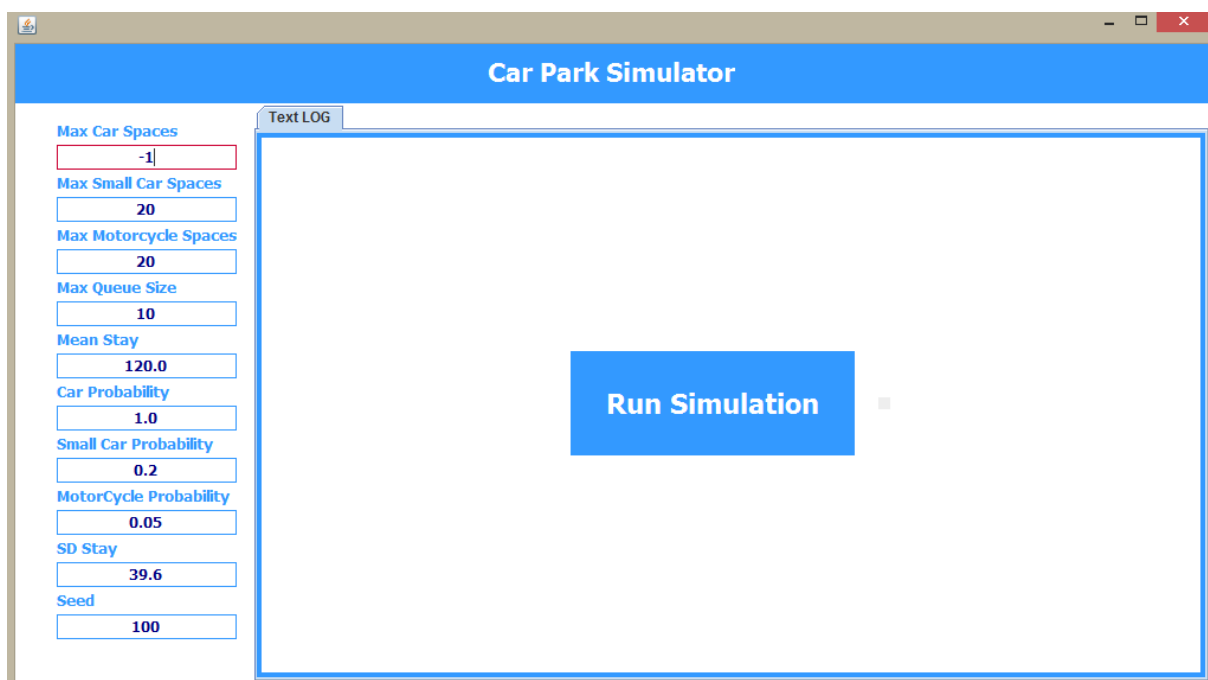 Car Park Simulator
Text LOG
Max Car Spaces
-1
Max Small Car Spaces
20
Max Motorcycle Spaces
20
Max Queue Size
10
Mean Stay
120.0
Car Probability
1.0
Small Car Probability
0.2
MotorCycle Probability
0.05
SD Stay
39.6
Seed
100
Run Simulation